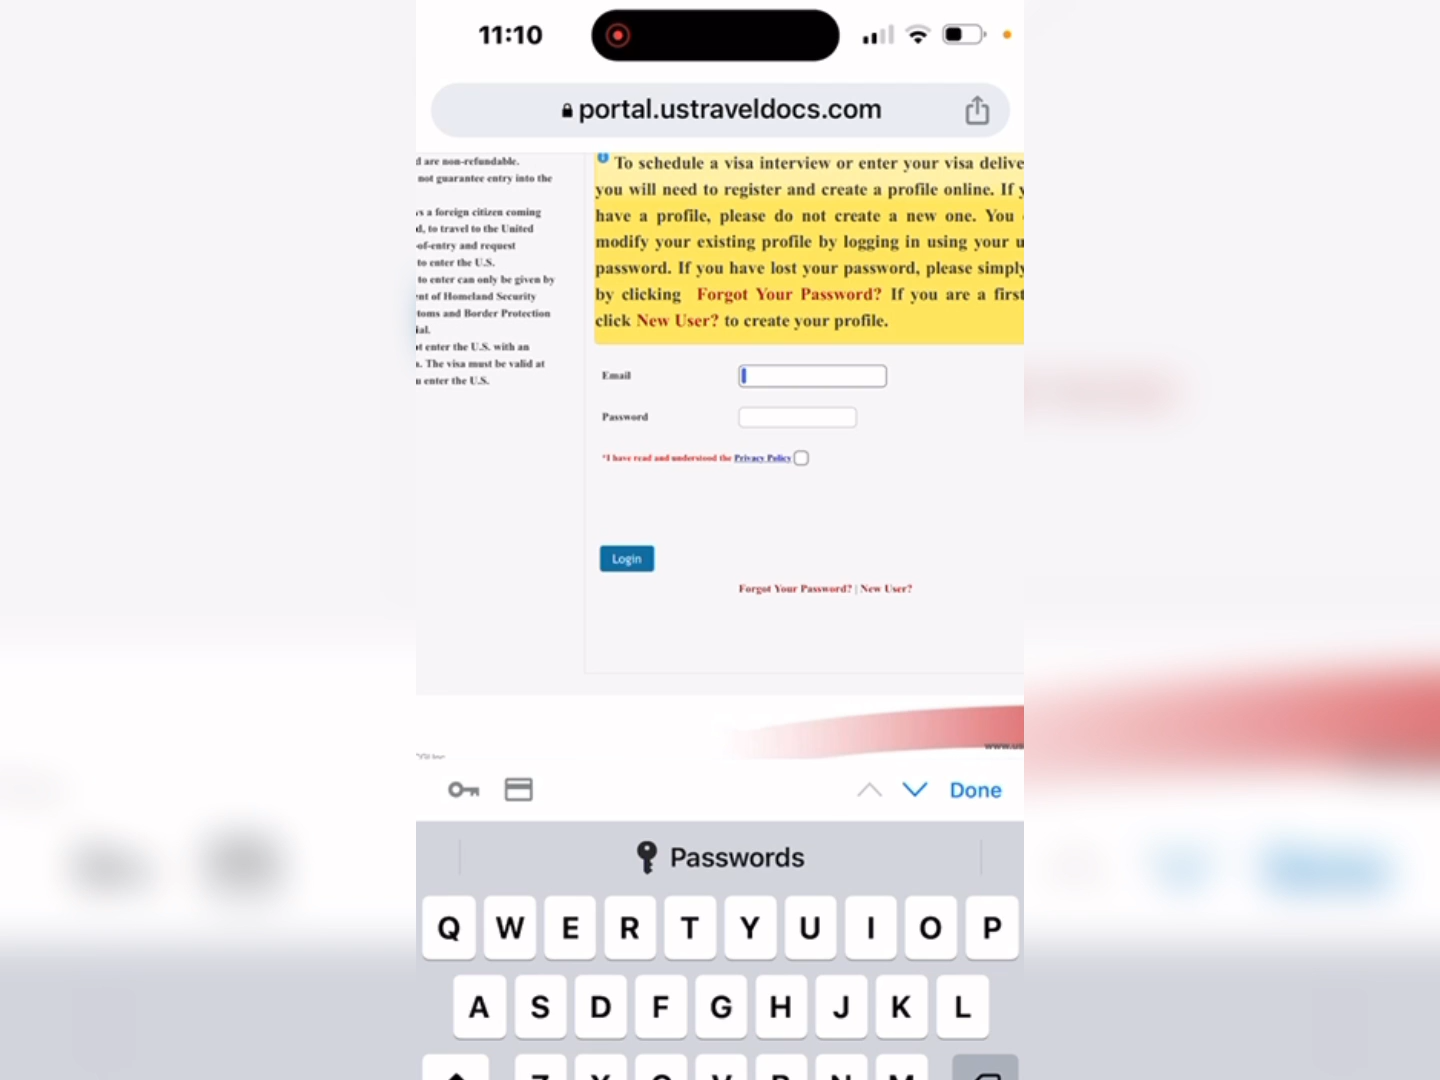 11:10
portal.ustraveldocs.com
d are non-refundable.
not guarantee entry into the
s a foreign citizen coming
d, to travel to the United
of-entry and request
to enter the U.S.
to enter can only be given by
nt of Homeland Security
toms and Border Protection
ial.
t enter the U.S. with an
. The visa must be valid at
u enter the U.S.
To schedule a visa interview or enter your visa delive
you will need to register and create a profile online. If y
have a profile, please do not create a new one. You
modify your existing profile by logging in using your u
password. If you have lost your password, please simply
by clicking Forgot Your Password? If you are a first
click New User? to create your profile.
Email
Password
*I have read and understood the Privacy Policy
Login
Forgot Your Password? | New User?
www.us
Done
Passwords
Q W E R T Y U I O P
A S D F G H J K L
Z X C V B N M